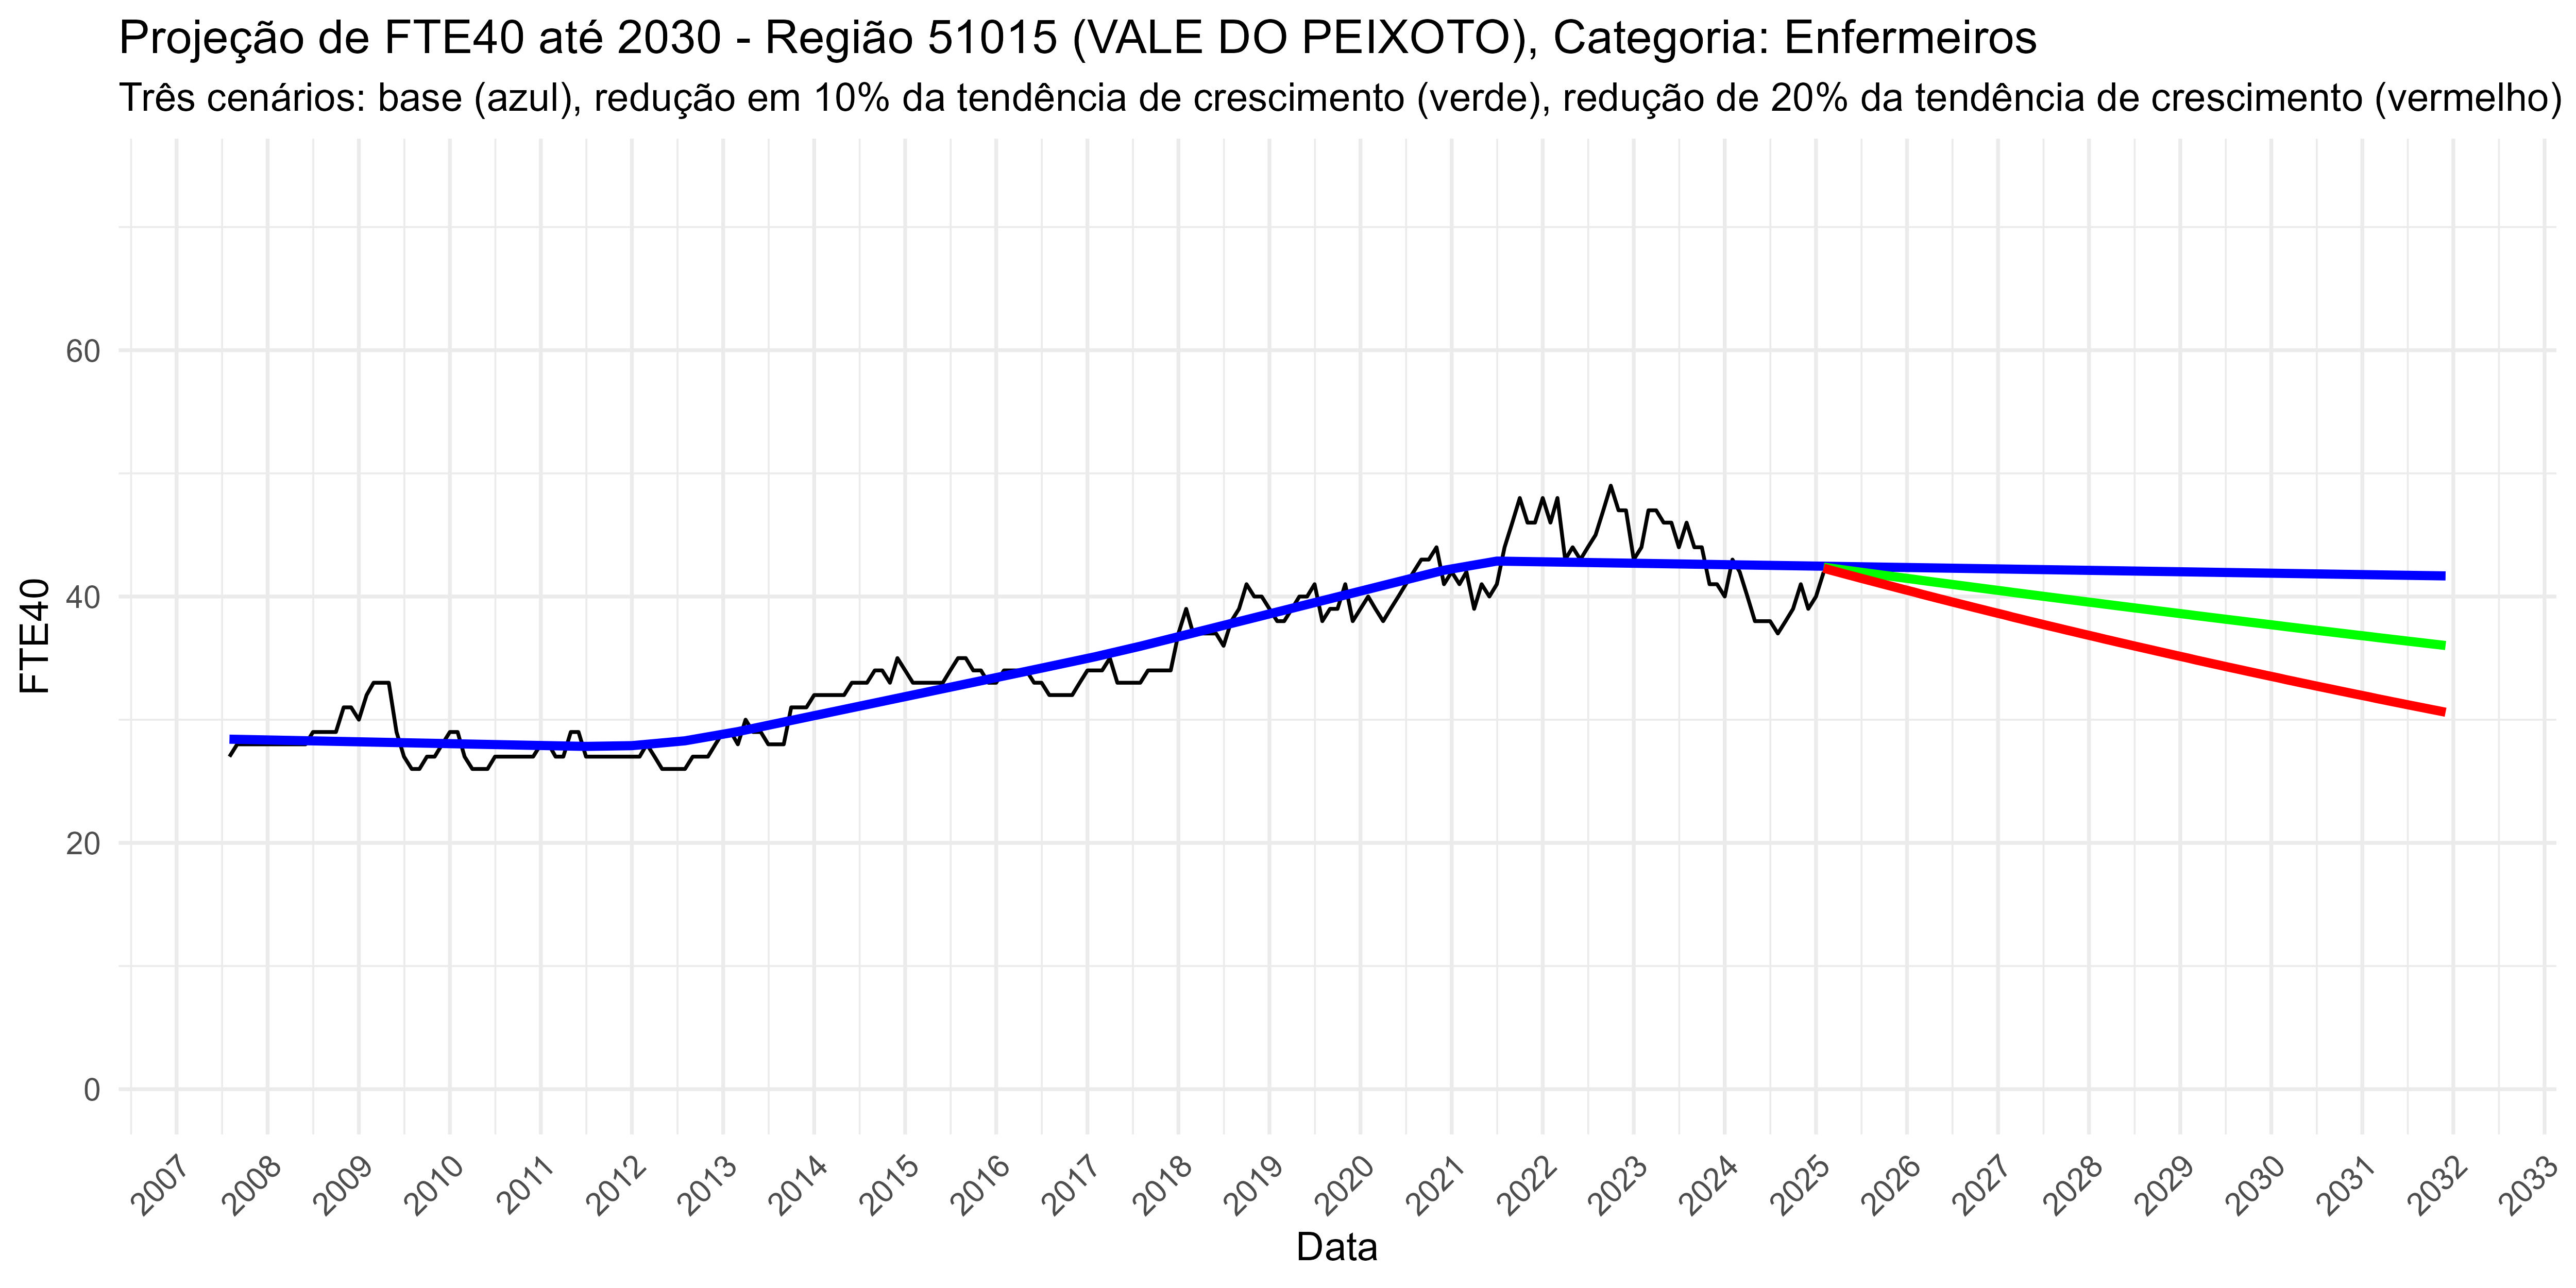 Projeção de FTE40 até 2030 - Região 51015 (VALE DO PEIXOTO), Categoria: Enfermeiros
Três cenários: base (azul), redução em 10% da tendência de crescimento (verde), redução de 20% da tendência de crescimento (vermelho)
60
40
20
0
FTE40
2007 2008 2009 2010 2011 2012 2013 2014 2015 2016 2017 2018 2019 2020 2021 2022 2023 2024 2025 2026 2027 2028 2029 2030 2031 2032 2033
Data